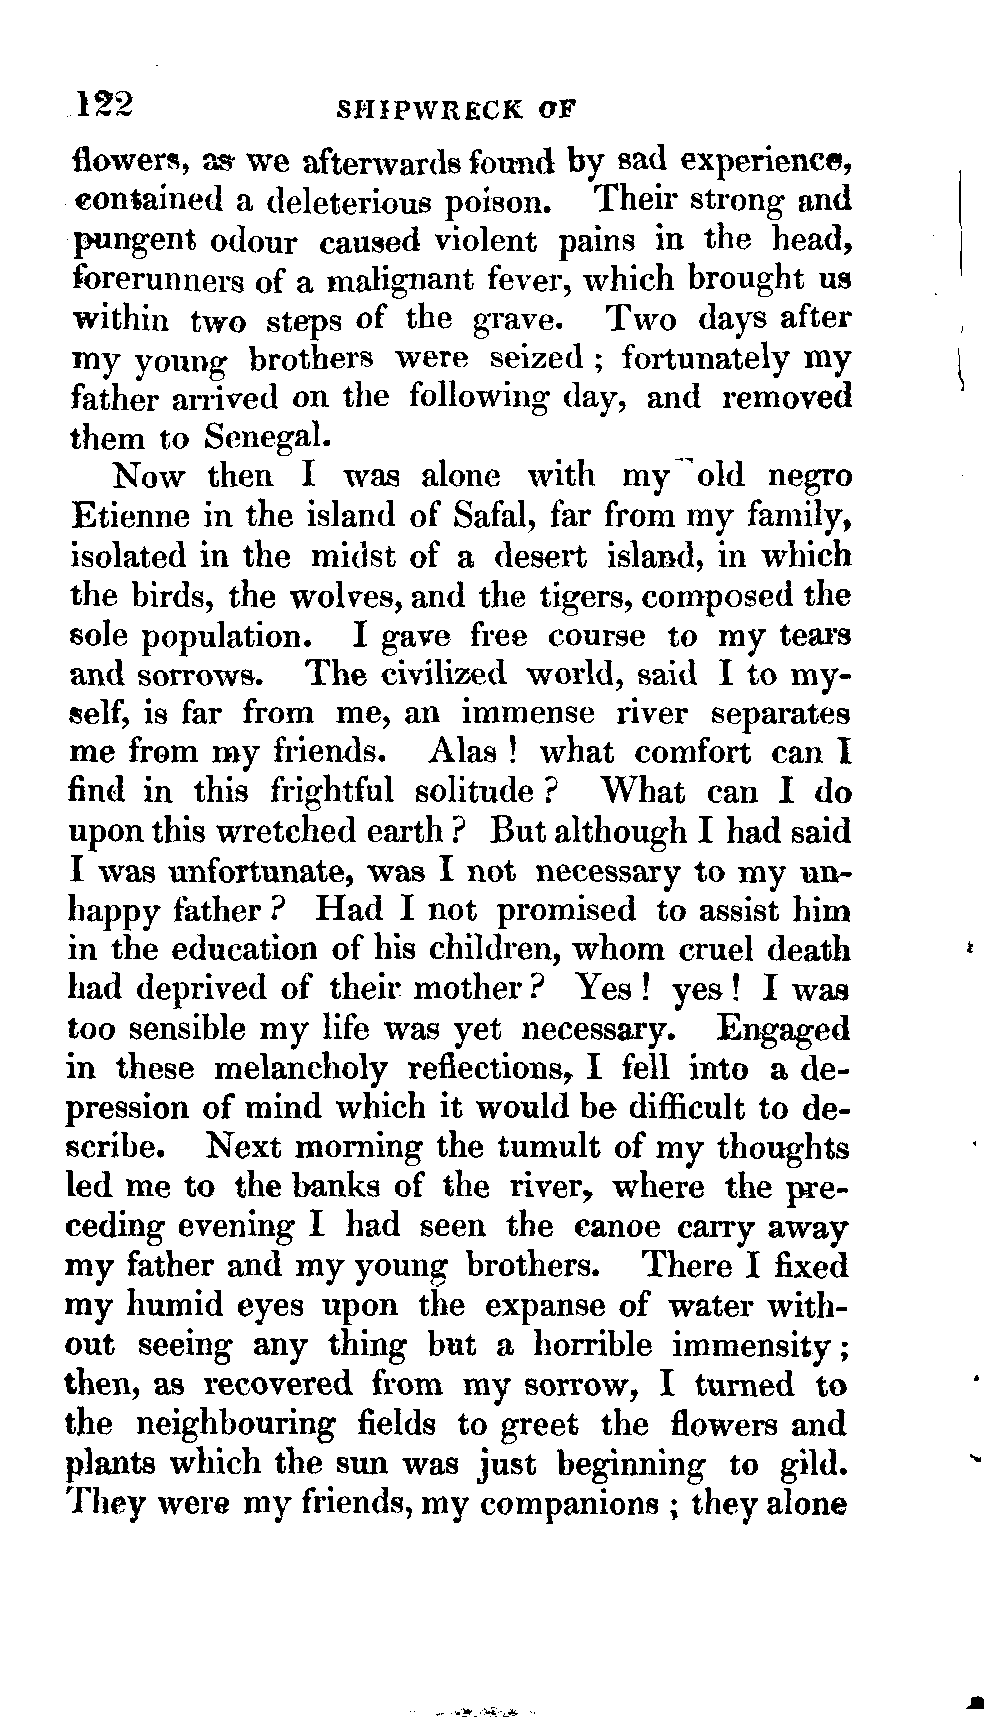 122 SHIPWRECK OF
flowers, as we afterwards found by sad experience,
contained a deleterious poison. Their strong and
pungent odour caused violent pains in the head,
forerunners of a malignant fever, which brought us
within two steps of the grave. Two days after
my young brothers were seized ; fortunately my
father arrived on the following day, and removed
them to Senegal.
Now then I was alone with my old negro
Etienne in the island of Safal, far from my family,
isolated in the midst of a desert island, in which
the birds, the wolves, and the tigers, composed the
sole population. I gave free course to my tears
and sorrows. The civilized world, said I to my-
self, is far from me, an immense river separates
me from my friends. Alas ! what comfort can I
find in this frightful solitude ? What can I do
upon this wretched earth ? But although I had said
I was unfortunate, was I not necessary to my un-
happy father ? Had I not promised to assist him
in the education of his children, whom cruel death
had deprived of their mother ? Yes ! yes ! I was
too sensible my life was yet necessary. Engaged
in these melancholy reflections, I fell into a de-
pression of mind which it would be difficult to de-
scribe. Next morning the tumult of my thoughts
led me to the banks of the river, where the pre-
ceding evening I had seen the canoe carry away
my father and my young brothers. There I fixed
my humid eyes upon the expanse of water with-
out seeing any thing but a horrible immensity ;
then, as recovered from my sorrow, I turned to
the neighbouring fields to greet the flowers and
plants which the sun was just beginning to gild.
They were my friends, my companions ; they alone